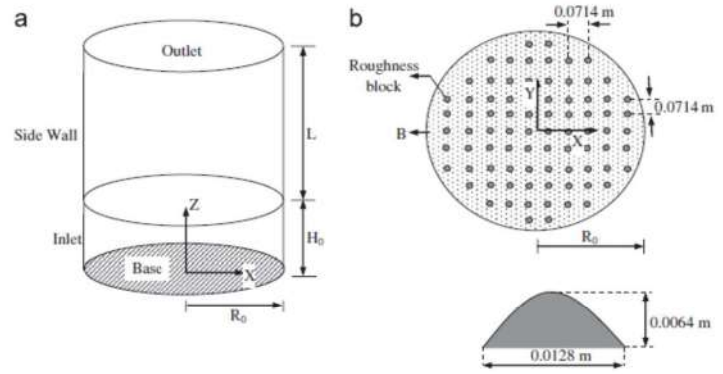 a
Outlet
Side Wall
L
Z
Inlet
H₀
Base
X
R₀
b
0.0714 m
Roughness
block
Y
0.0714 m
B
X
R₀
0.0064 m
0.0128 m